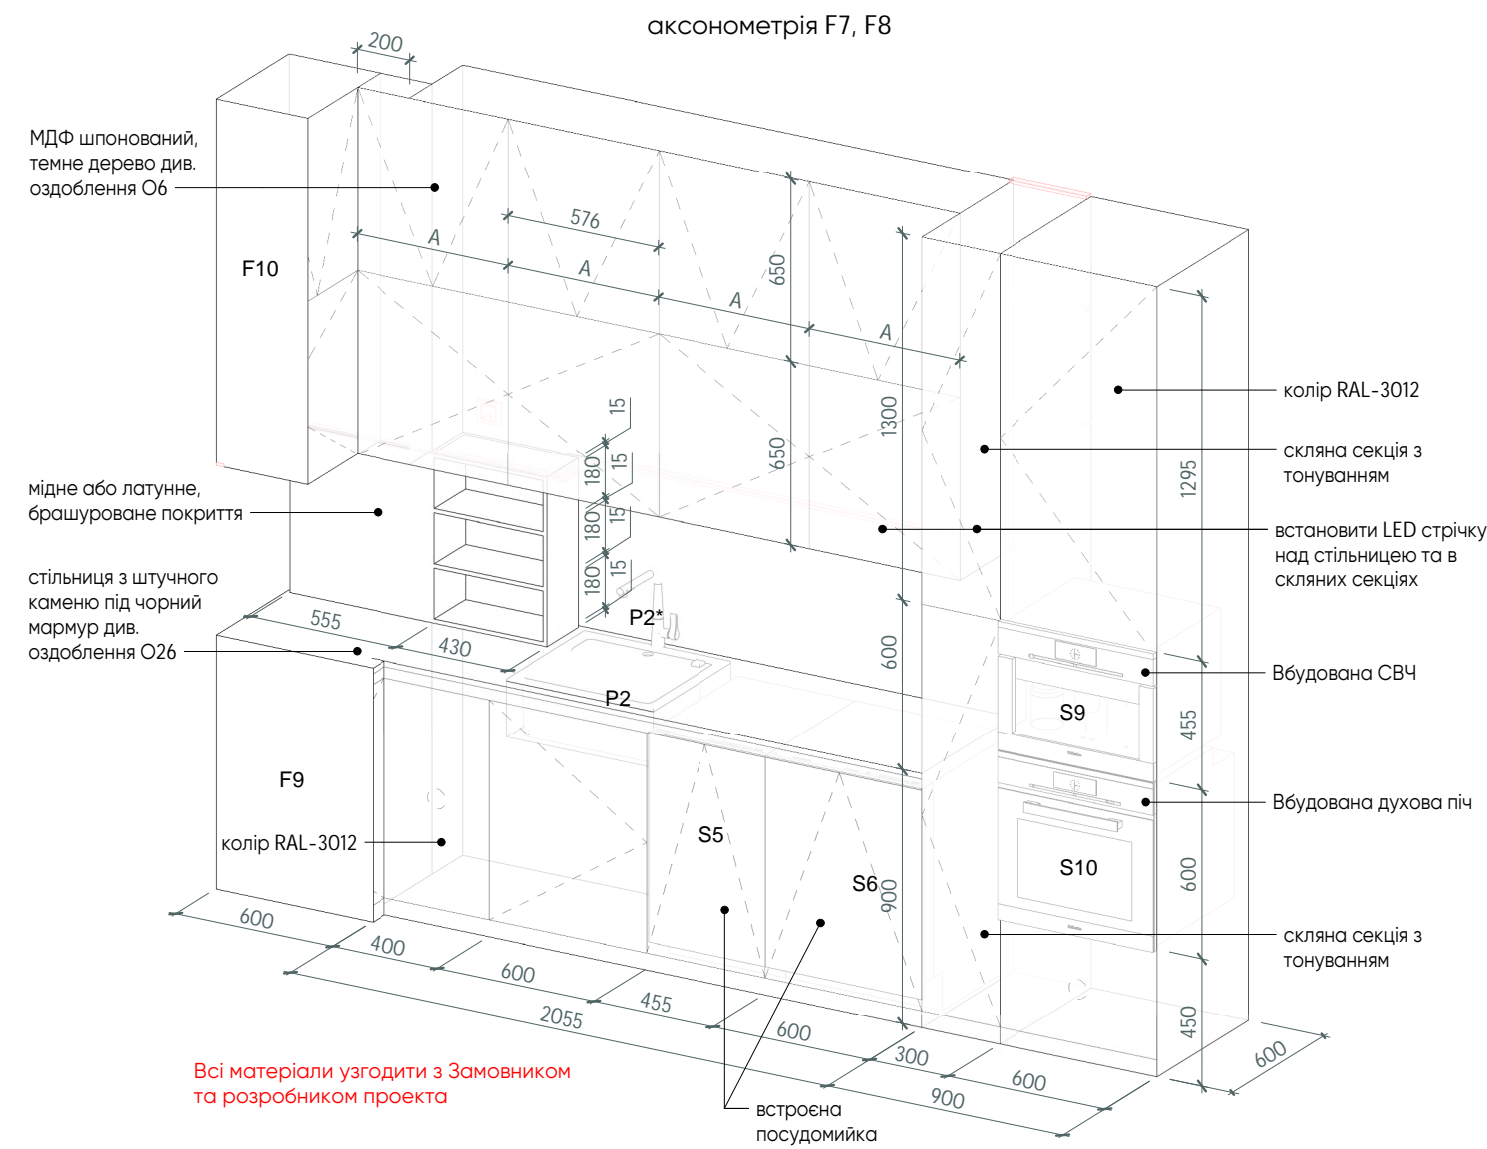 аксонометрія F7, F8
200
МДФ шпонований,
темне дерево див.
оздоблення О6
F10
576
A
A
A
A
650
650
1300
15
180
15
180
15
180
15
мідне або латунне,
брашуроване покриття
стільниця з штучного
каменю під чорний
мармур див.
оздоблення О26
555
430
P2*
P2
600
900
F9
колір RAL-3012
S5
S6
S9
S10
колір RAL-3012
скляна секція з
тонуванням
встановити LED стрічку
над стільницею та в
скляних секціях
Вбудована СВЧ
Вбудована духова піч
скляна секція з
тонуванням
1295
455
600
450
600
600
400
600
455
600
300
600
2055
900
Всі матеріали узгодити з Замовником
та розробником проекта
встроєна
посудомийка